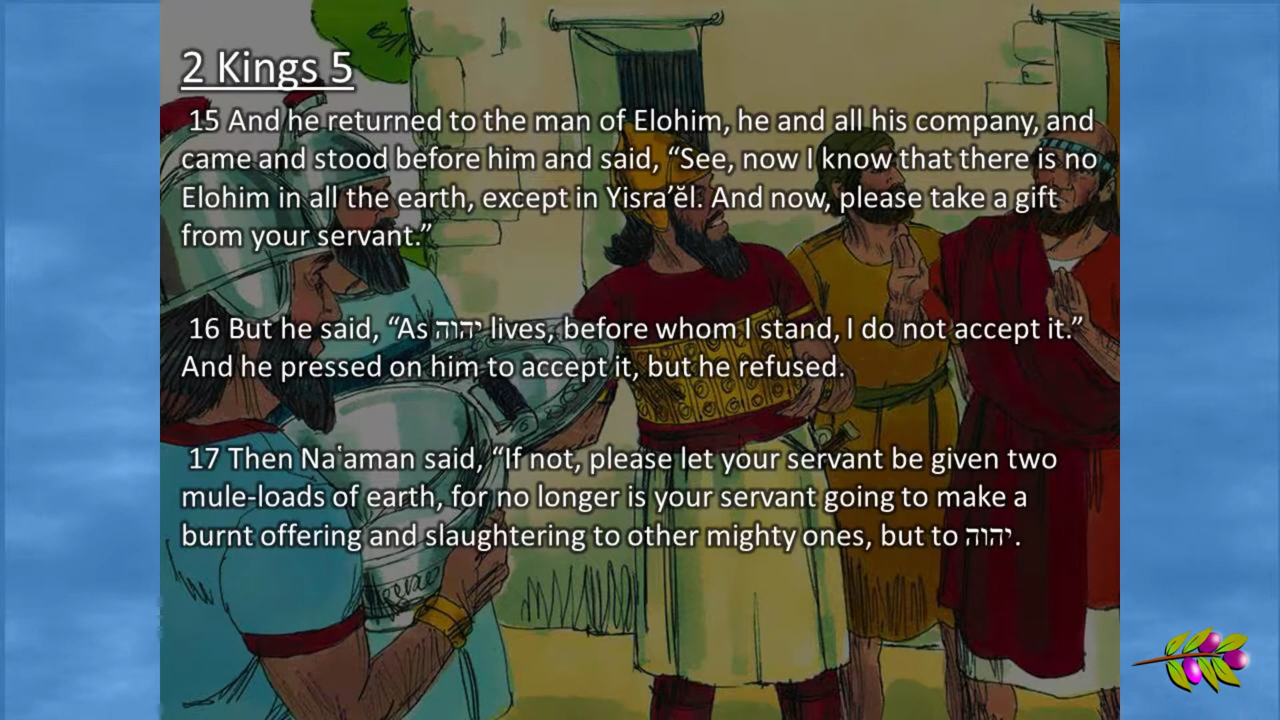 2 Kings 5
15 And he returned to the man of Elohim, he and all his company, and
came and stood before him and said, “See, now I know that there is no
Elohim in all the earth, except in Yisra’ĕl. And now, please take a gift
from your servant.”
16 But he said, “As יהוה lives, before whom I stand, I do not accept it.”
And he pressed on him to accept it, but he refused.
17 Then Na‛aman said, “If not, please let your servant be given two
mule-loads of earth, for no longer is your servant going to make a
burnt offering and slaughtering to other mighty ones, but to יהוה.